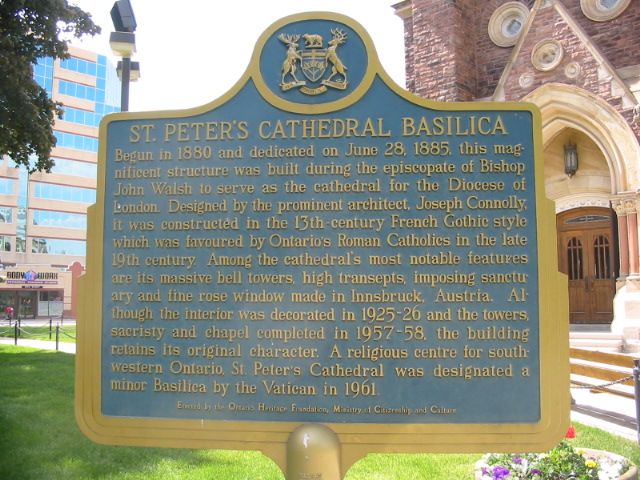 ST. PETER'S CATHEDRAL BASILICA
Begun in 1880 and dedicated on June 28, 1885, this mag-
nificent structure was built during the episcopate of Bishop
John Walsh to serve as the cathedral for the Diocese of
London. Designed by the prominent architect, Joseph Connolly,
it was constructed in the 13th-century French Gothic style
which was favoured by Ontario's Roman Catholics in the late
19th century. Among the cathedral's most notable features
are its massive bell towers, high transepts, imposing sanctu-
ary and fine rose window made in Innsbruck, Austria. Al-
though the interior was decorated in 1925-26 and the towers,
sacristy and chapel completed in 1957-58, the building
retains its original character. A religious centre for south-
western Ontario, St. Peter's Cathedral was designated a
minor Basilica by the Vatican in 1961.
Erected by the Ontario Heritage Foundation, Ministry of Citizenship and Culture
BODY WORK